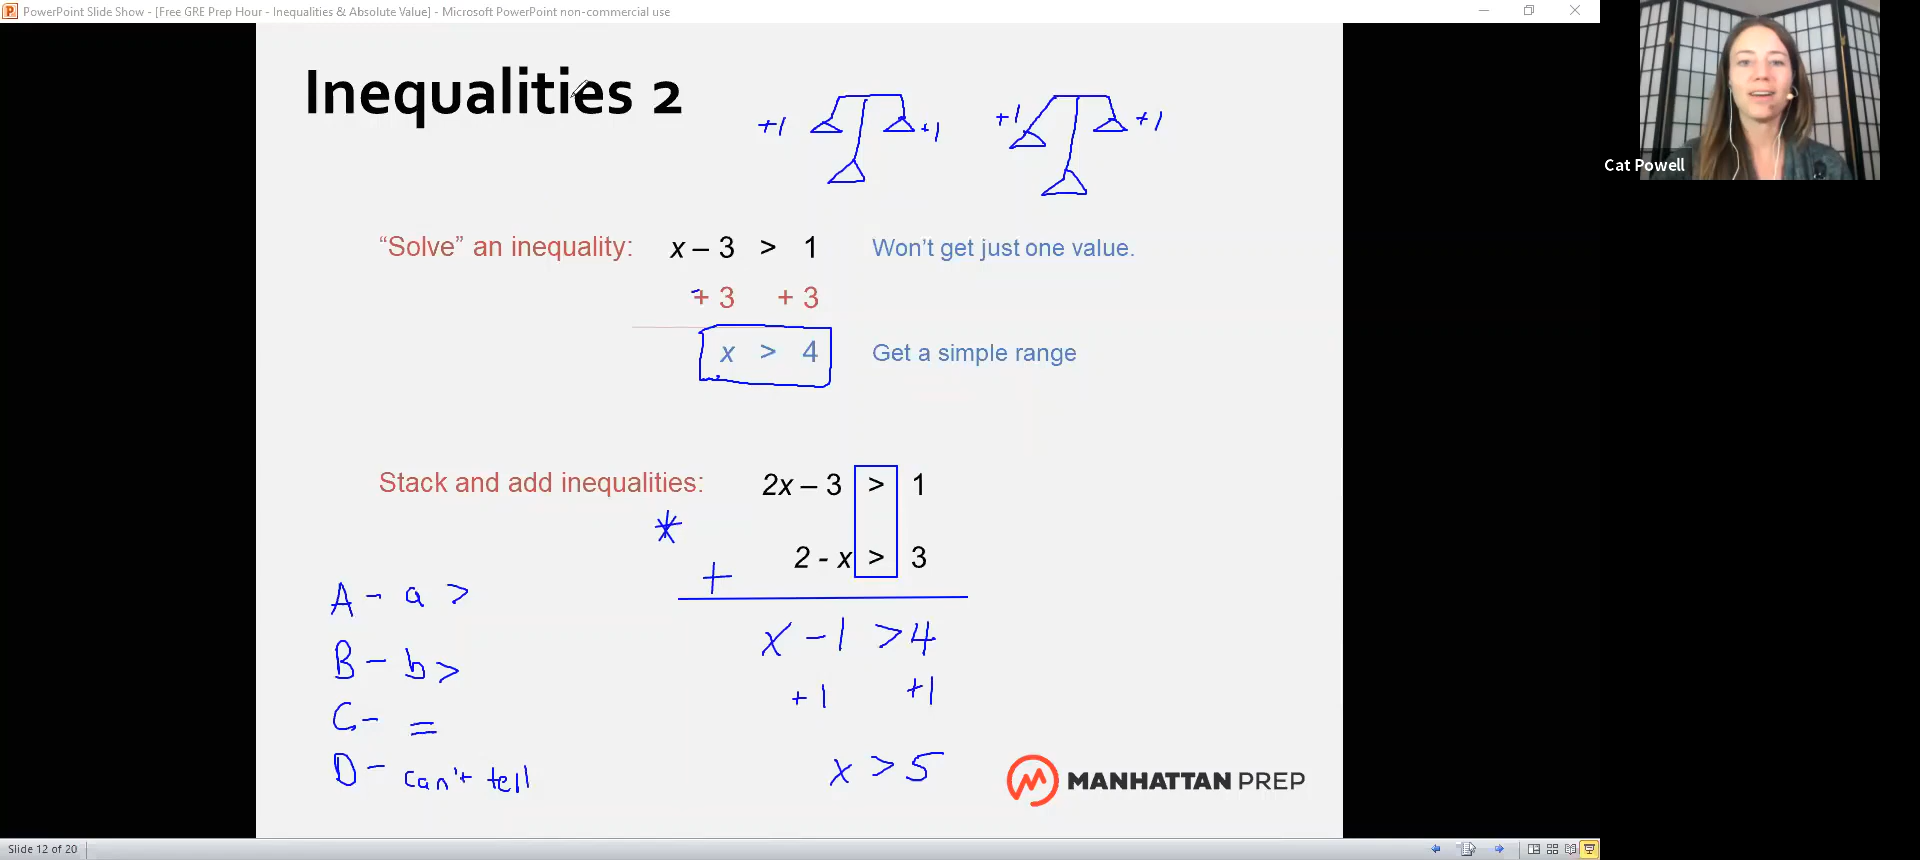 PowerPoint Slide Show - [Free GRE Prep Hour - Inequalities & Absolute Value] - Microsoft PowerPoint non-commercial use
Cat Powell
Inequalities 2
+1 +1 +1 +1
“Solve” an inequality: x – 3 > 1 Won’t get just one value.
+ 3 + 3
x > 4 Get a simple range
Stack and add inequalities: 2x – 3 > 1
*
2 - x > 3
+
A - a >
x - 1 > 4
B - b >
+1 +1
C - =
D - can't tell
x > 5
MANHATTAN PREP
Slide 12 of 20